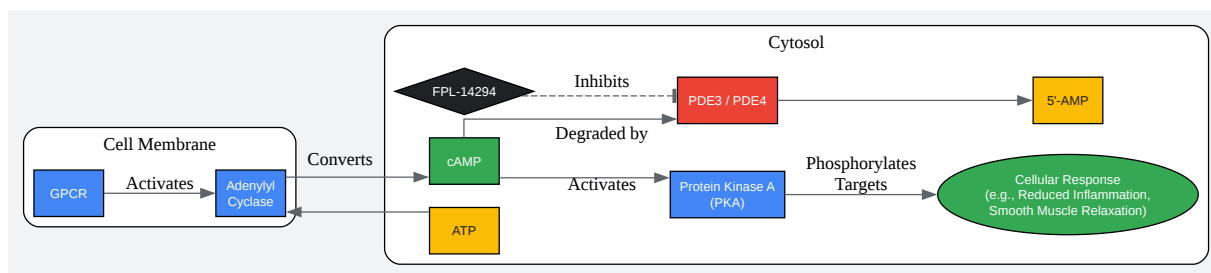 Cytosol
FPL-14294
Inhibits
PDE3 / PDE4
5'-AMP
Degraded by
Cell Membrane
GPCR
Activates
Adenylyl
Cyclase
Converts
cAMP
Activates
Protein Kinase A
(PKA)
Phosphorylates
Targets
Cellular Response
(e.g., Reduced Inflammation,
Smooth Muscle Relaxation)
ATP